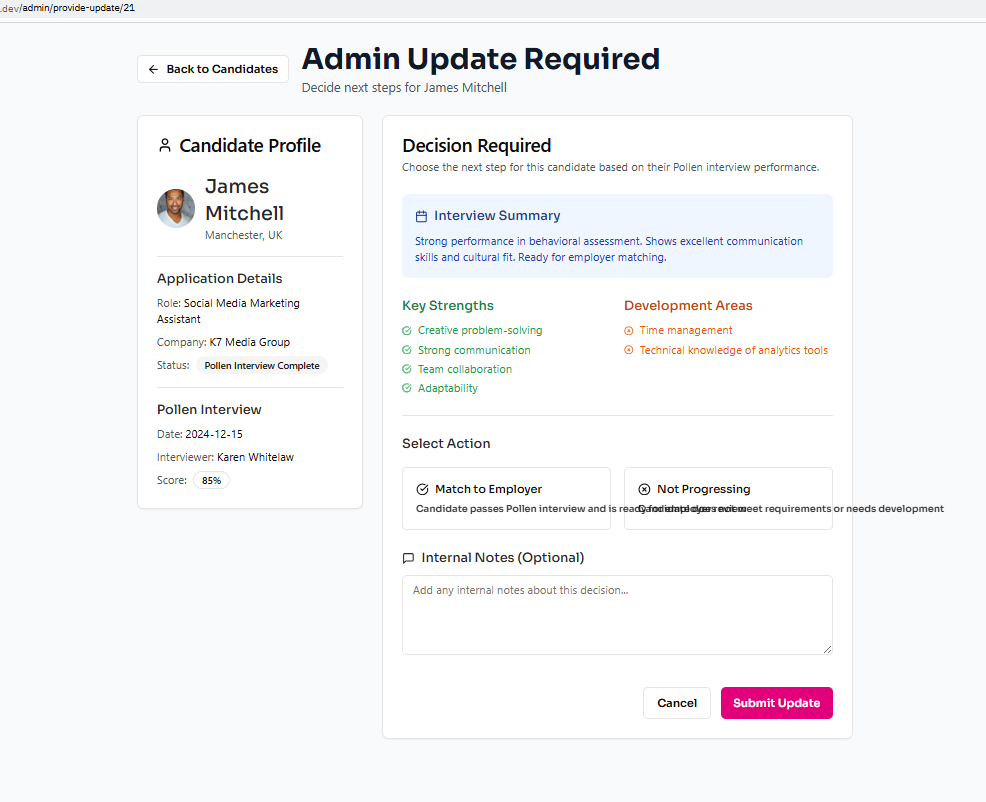 .dev/admin/provide-update/21
Back to Candidates
Admin Update Required
Decide next steps for James Mitchell
Candidate Profile
James
Mitchell
Manchester, UK
Application Details
Role: Social Media Marketing
Assistant
Company: K7 Media Group
Status: Pollen Interview Complete
Pollen Interview
Date: 2024-12-15
Interviewer: Karen Whitelaw
Score: 85%
Decision Required
Choose the next step for this candidate based on their Pollen interview performance.
Interview Summary
Strong performance in behavioral assessment. Shows excellent communication
skills and cultural fit. Ready for employer matching.
Key Strengths
Creative problem-solving
Strong communication
Team collaboration
Adaptability
Development Areas
Time management
Technical knowledge of analytics tools
Select Action
Match to Employer
Candidate passes Pollen interview and is ready for employer review
Not Progressing
Candidate does not meet requirements or needs development
Internal Notes (Optional)
Add any internal notes about this decision...
Cancel
Submit Update